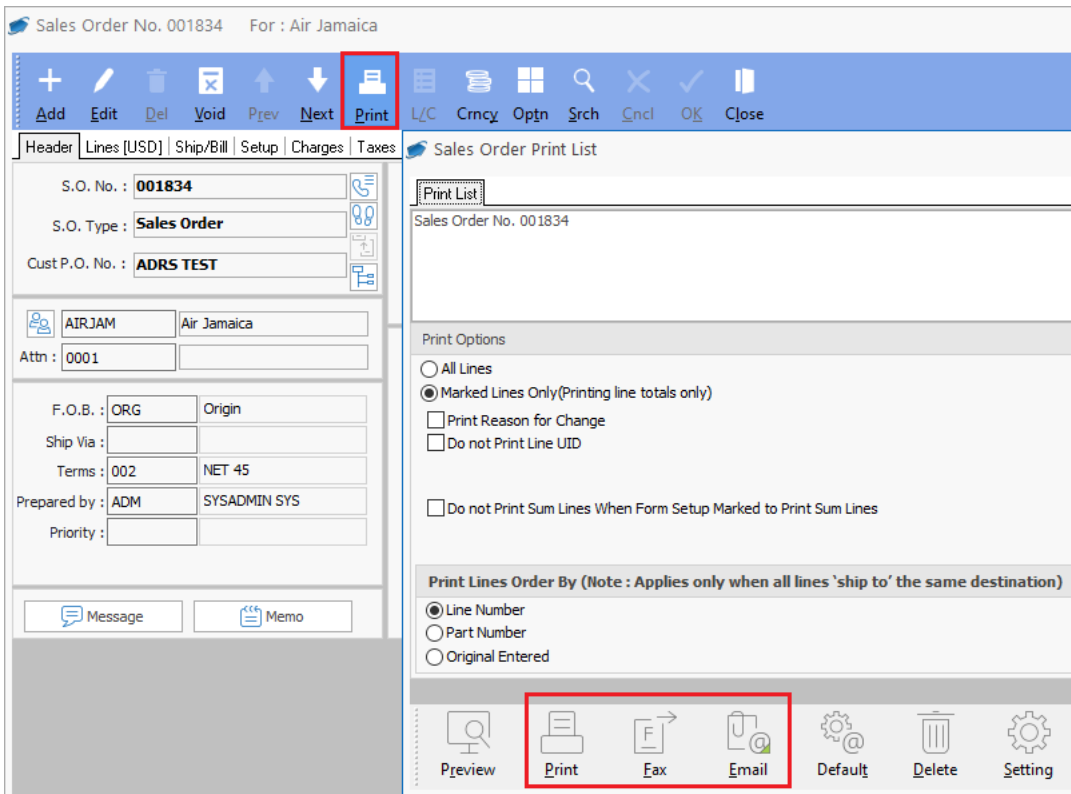 Sales Order No. 001834 For : Air Jamaica
Add Edit Del Void Prev Next Print L/C Crncy Optn Srch Cncl OK Close
Header Lines [USD] Ship/Bill Setup Charges Taxes
S.O. No. : 001834
S.O. Type : Sales Order
Cust P.O. No. : ADRS TEST
AIRJAM Air Jamaica
Attn : 0001
F.O.B. : ORG Origin
Ship Via :
Terms : 002 NET 45
Prepared by : ADM SYSADMIN SYS
Priority :
Message Memo
Sales Order Print List
Print List
Sales Order No. 001834
Print Options
All Lines
Marked Lines Only(Printing line totals only)
Print Reason for Change
Do not Print Line UID
Do not Print Sum Lines When Form Setup Marked to Print Sum Lines
Print Lines Order By (Note : Applies only when all lines ‘ship to’ the same destination)
Line Number
Part Number
Original Entered
Preview Print Fax Email Default Delete Setting